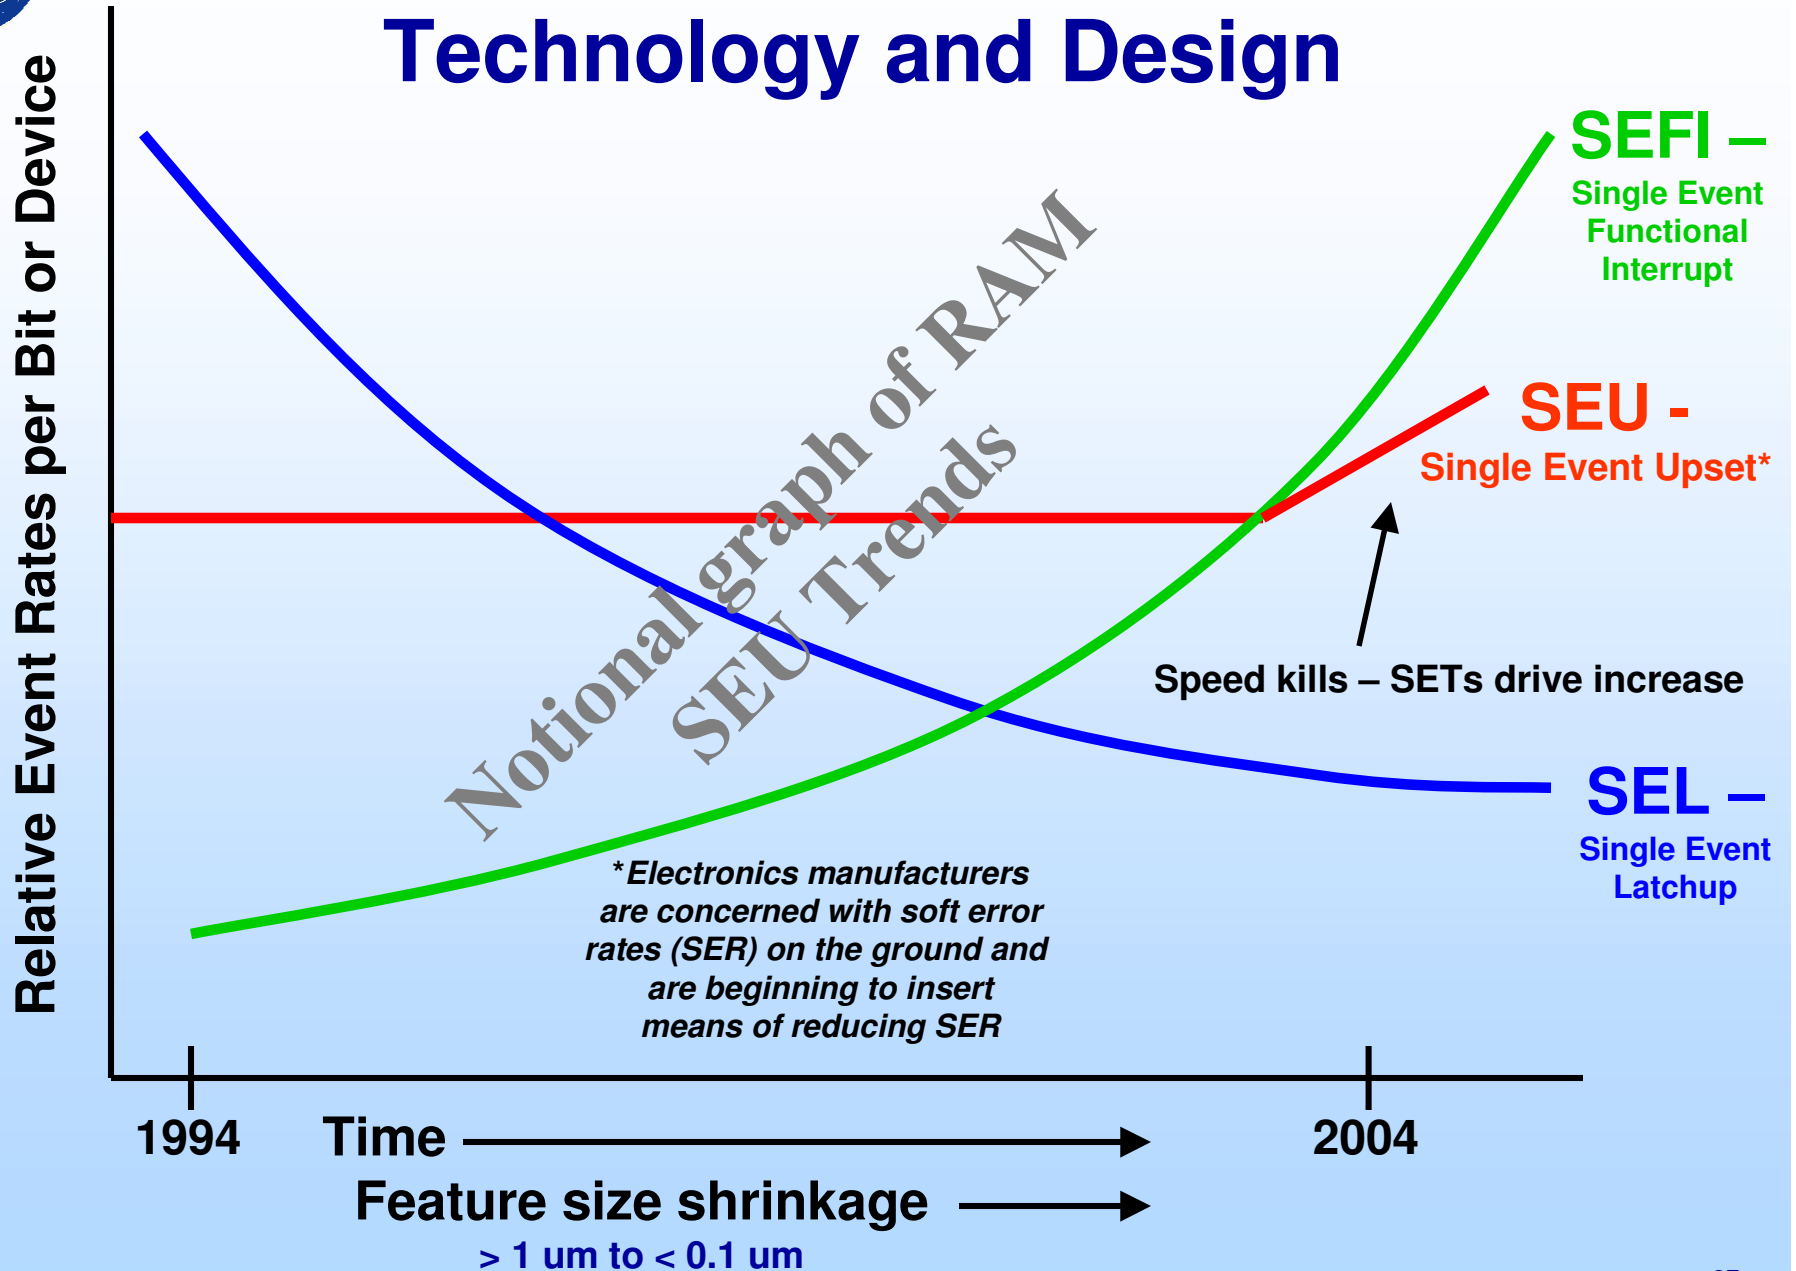 Technology and Design
Relative Event Rates per Bit or Device
SEFI –
Single Event
Functional
Interrupt
Notional graph of RAM
SEU Trends
SEU -
Single Event Upset*
Speed kills – SETs drive increase
SEL –
Single Event
Latchup
*Electronics manufacturers
are concerned with soft error
rates (SER) on the ground and
are beginning to insert
means of reducing SER
1994
Time
2004
Feature size shrinkage
> 1 um to < 0.1 um